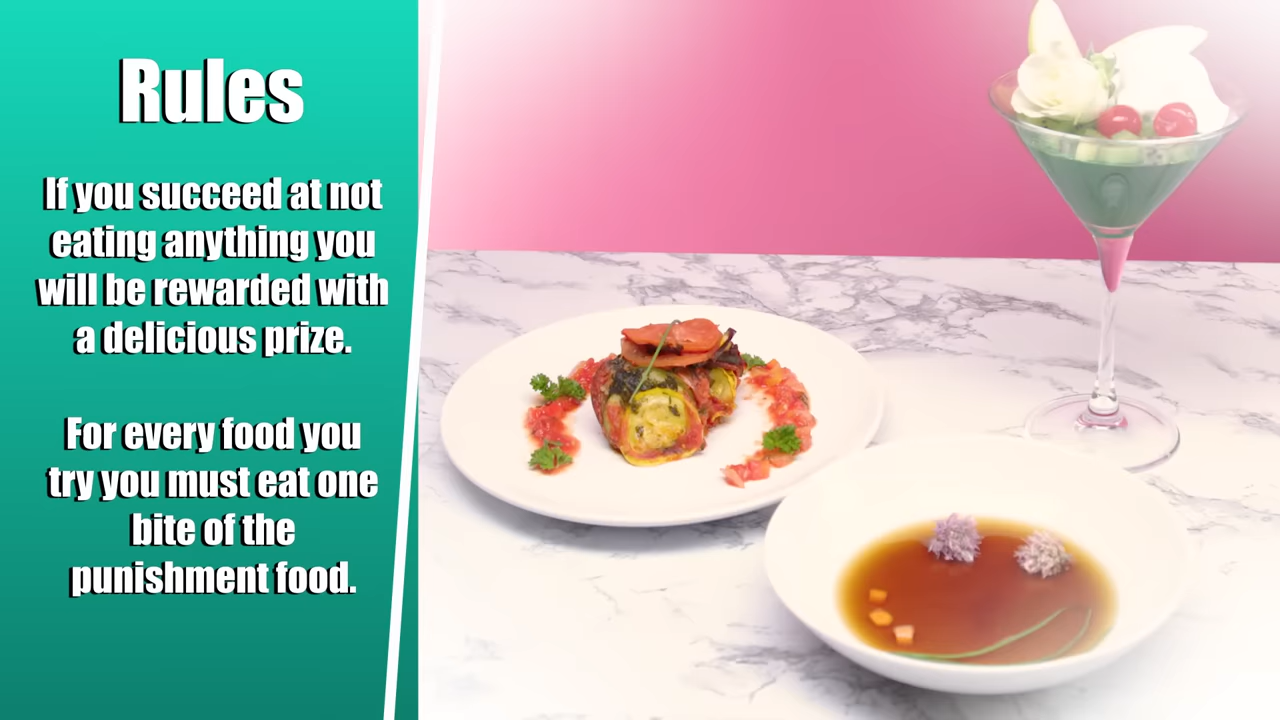 Rules
If you succeed at not
eating anything you
will be rewarded with
a delicious prize.
For every food you
try you must eat one
bite of the
punishment food.